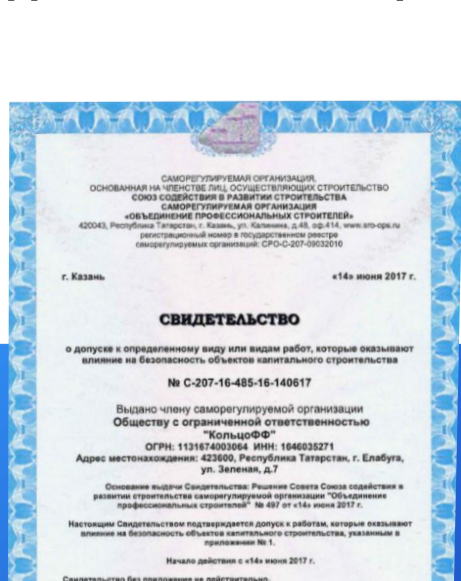 САМОРЕГУЛИРУЕМАЯ ОРГАНИЗАЦИЯ,
ОСНОВАННАЯ НА ЧЛЕНСТВЕ ЛИЦ, ОСУЩЕСТВЛЯЮЩИХ СТРОИТЕЛЬСТВО
СОЮЗ СОДЕЙСТВИЯ В РАЗВИТИИ СТРОИТЕЛЬСТВА
САМОРЕГУЛИРУЕМАЯ ОРГАНИЗАЦИЯ
«ОБЪЕДИНЕНИЕ ПРОФЕССИОНАЛЬНЫХ СТРОИТЕЛЕЙ»
420043, Республика Татарстан, г. Казань, ул. Калинина, д.48, оф.414, www.sro-ops.ru
регистрационный номер в государственном реестре
саморегулируемых организаций: СРО-С-207-09032010
г. Казань «14» июня 2017 г.
СВИДЕТЕЛЬСТВО
о допуске к определенному виду или видам работ, которые оказывают
влияние на безопасность объектов капитального строительства
№ С-207-16-485-16-140617
Выдано члену саморегулируемой организации
Обществу с ограниченной ответственностью
"КольцоФФ"
ОГРН: 1131674003064 ИНН: 1646035271
Адрес местонахождения: 423600, Республика Татарстан, г. Елабуга,
ул. Зеленая, д.7
Основание выдачи Свидетельства: Решение Совета Союза содействия в
развитии строительства саморегулируемой организации "Объединение
профессиональных строителей" № 497 от «14» июня 2017 г.
Настоящим Свидетельством подтверждается допуск к работам, которые оказывают
влияние на безопасность объектов капитального строительства, указанным в
приложении № 1.
Начало действия с «14» июня 2017 г.
Свидетельство без приложения не действительно.